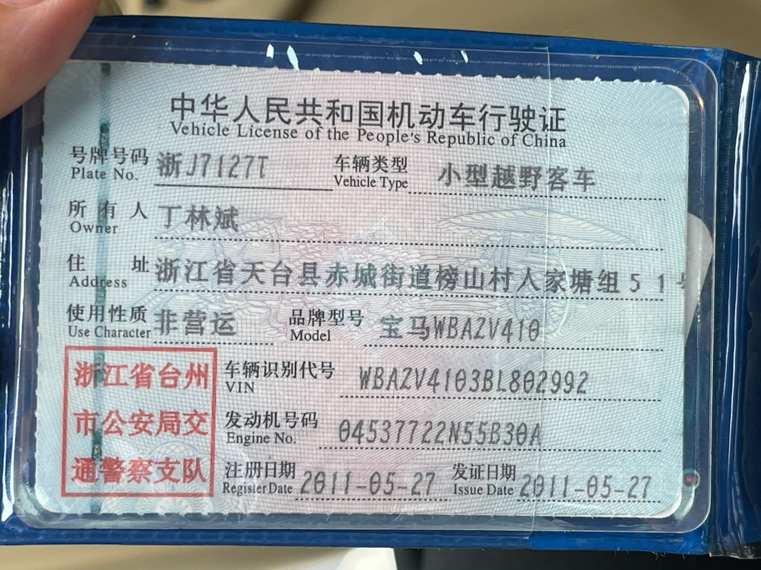 中华人民共和国机动车行驶证
Vehicle License of the People's Republic of China
号牌号码 浙J7127T 车辆类型 小型越野客车
Plate No. Vehicle Type
所有人 丁林斌
Owner
住址 浙江省天台县赤城街道榜山村人家塘组51号
Address
使用性质 非营运 品牌型号 宝马WBAZV410
Use Character Model
浙江省台州 车辆识别代号 WBAZV4103BL802992
VIN
市公安局交 发动机号码 04537722N55B30A
Engine No.
通警察支队 注册日期 2011-05-27 发证日期 2011-05-27
Register Date Issue Date